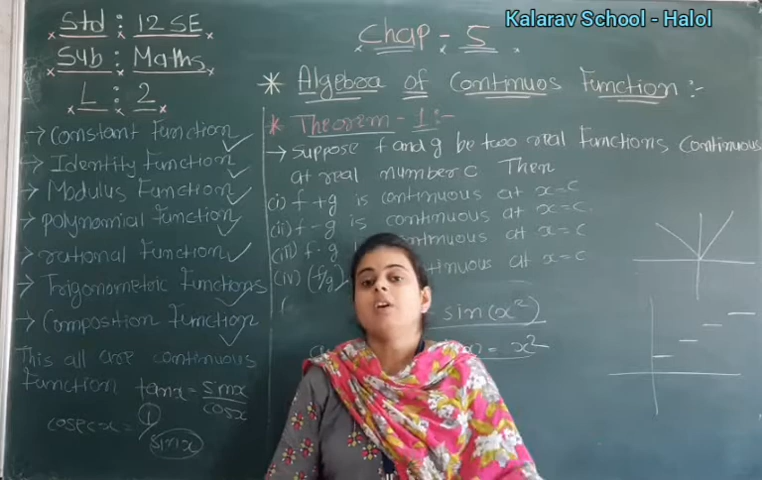 Kalarav School - Halol
Std : 12 SE
Sub : Maths
L : 2
Chap - 5
* Algebra of Continuos Function :-
→ Constant function ✓
→ Identity Function ✓
→ Modulus Function ✓
→ polynomial function ✓
→ rational Function ✓
→ Trigonometric Functions ✓
→ Composition function ✓
This all are continuous
Function tanx = sinx/cosx
cosecx = 1/sinx
* Theorem - 1 :-
→ Suppose f and g be two real Functions Continuous
at real number c Then
(i) f + g is continuous at x=c
(ii) f - g is continuous at x=c
(iii) f · g continuous at x=c
(iv) (f/g) continuous at x=c
sin(x²)
= x²